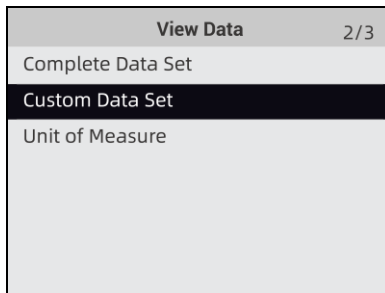 View Data 2/3
Complete Data Set
Custom Data Set
Unit of Measure